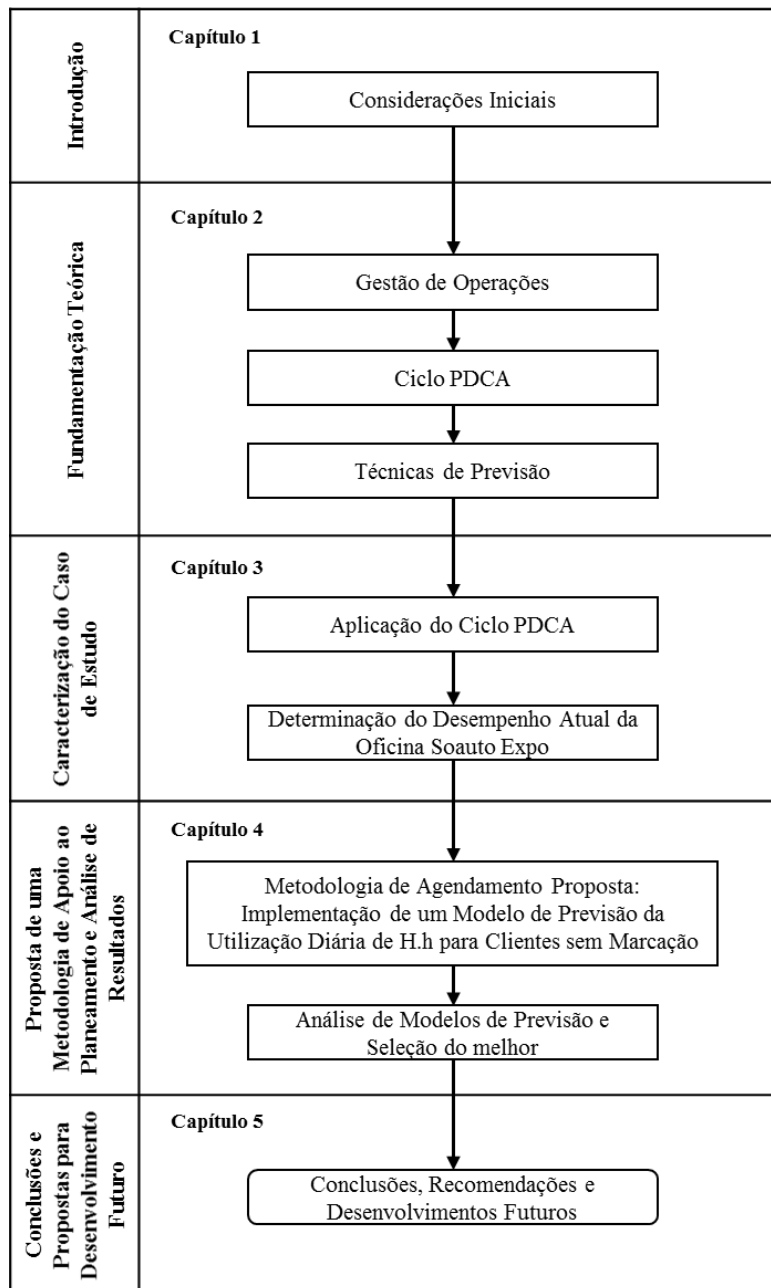 Introdução
Capítulo 1
Considerações Iniciais
Fundamentação Teórica
Capítulo 2
Gestão de Operações
Ciclo PDCA
Técnicas de Previsão
Caracterização do Caso
de Estudo
Capítulo 3
Aplicação do Ciclo PDCA
Determinação do Desempenho Atual da
Oficina Soauto Expo
Proposta de uma
Metodologia de Apoio ao
Planeamento e Análise de
Resultados
Capítulo 4
Metodologia de Agendamento Proposta:
Implementação de um Modelo de Previsão da
Utilização Diária de H.h para Clientes sem Marcação
Análise de Modelos de Previsão e
Seleção do melhor
Conclusões e
Propostas para
Desenvolvimento
Futuro
Capítulo 5
Conclusões, Recomendações e
Desenvolvimentos Futuros